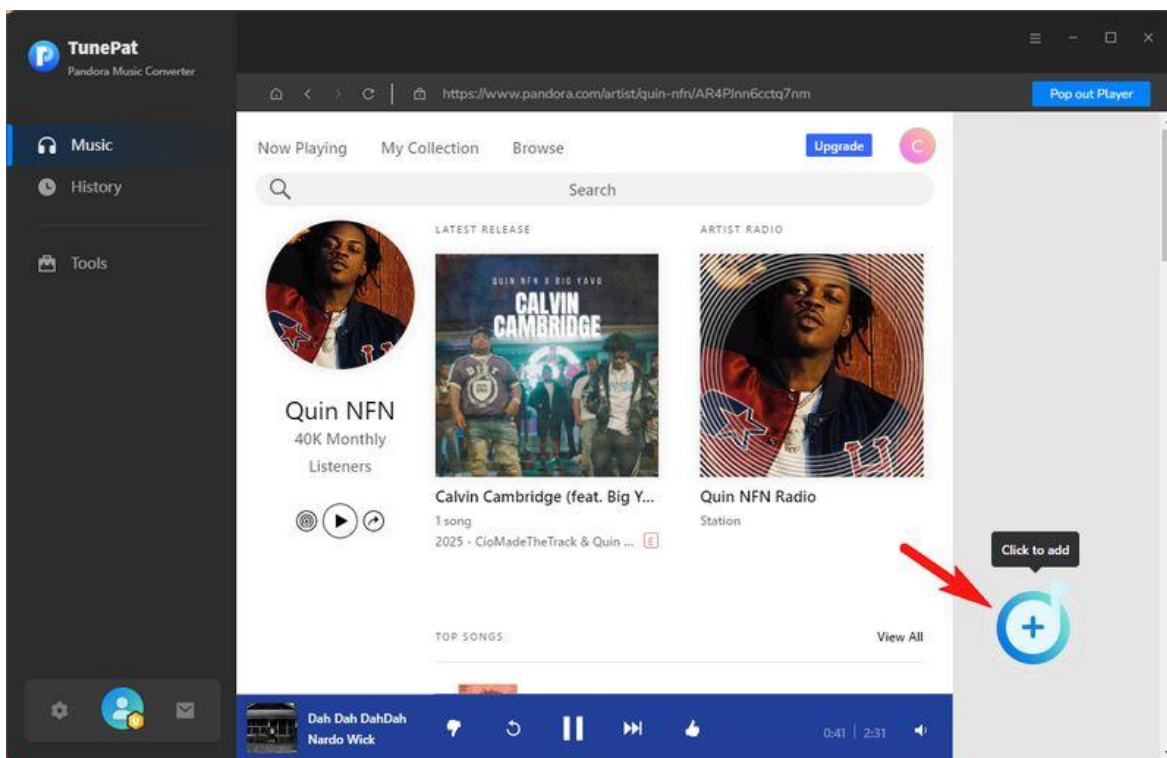 TunePat
Pandora Music Converter
https://www.pandora.com/artist/quin-nfn/AR4PJnn6cctq7nm
Pop out Player
Music
History
Tools
Now Playing
My Collection
Browse
Upgrade
C
Search
LATEST RELEASE
ARTIST RADIO
QUIN NFN X BIG YAVO
CALVIN
CAMBRIDGE
Quin NFN
40K Monthly
Listeners
Calvin Cambridge (feat. Big Y...
1 song
2025 - CioMadeTheTrack & Quin ... E
Quin NFN Radio
Station
Click to add
TOP SONGS
View All
Dah Dah DahDah
Nardo Wick
0:41 | 2:31